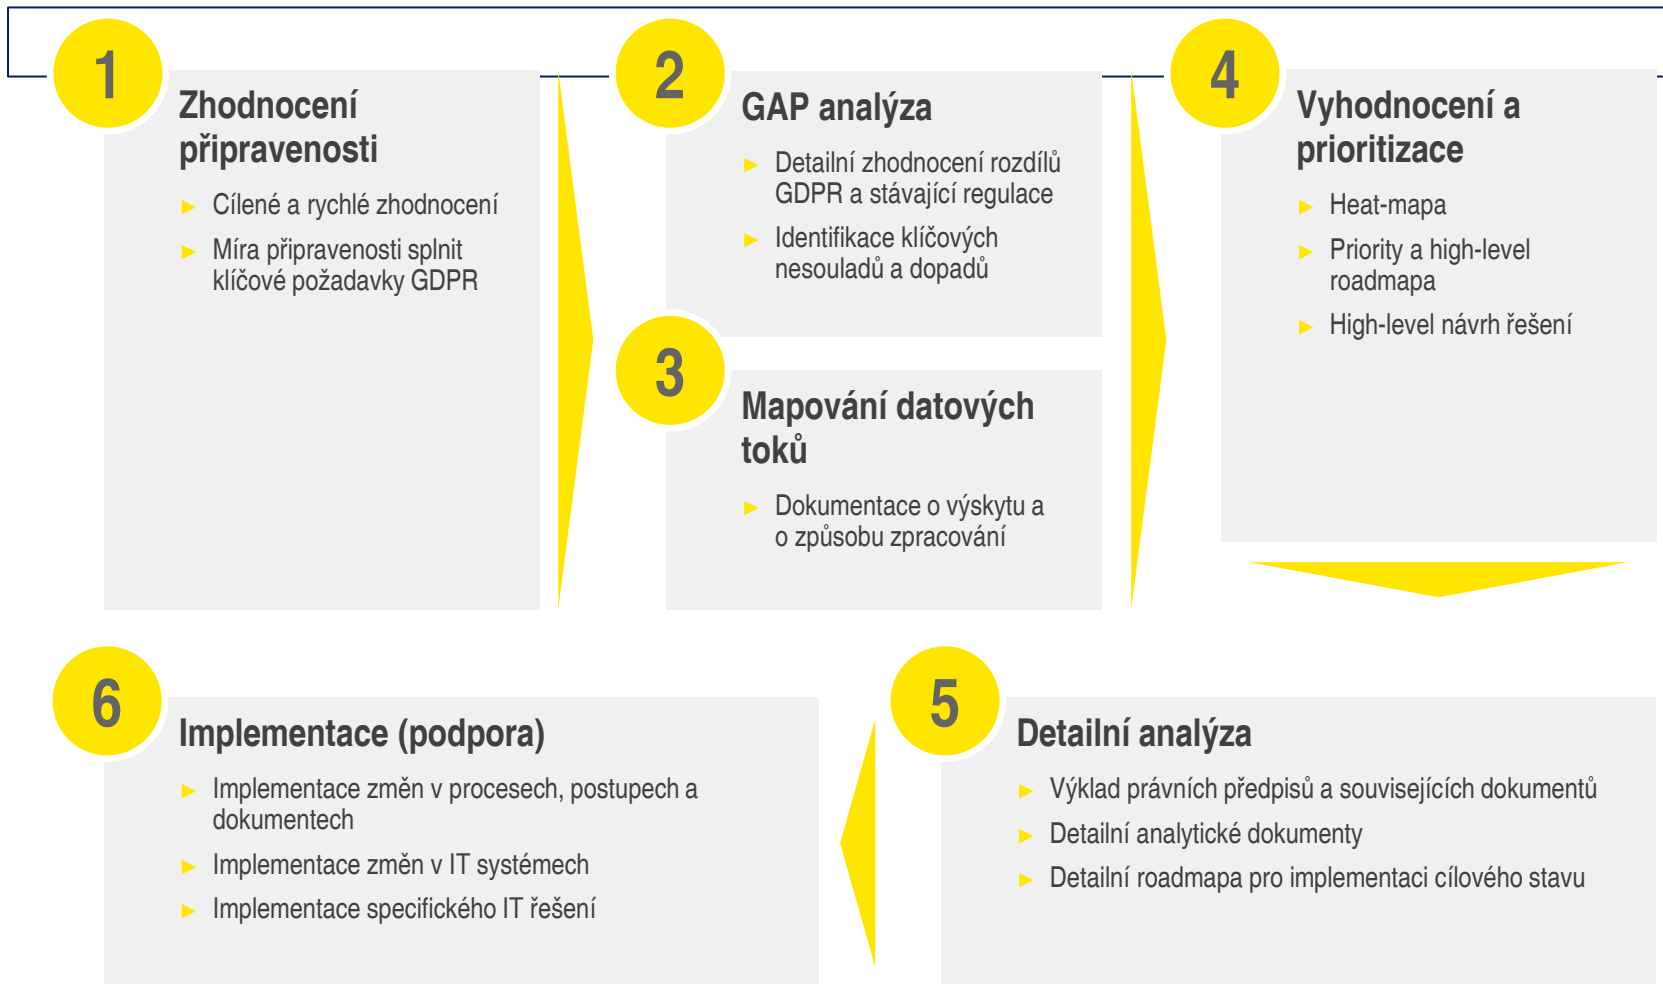 1
Zhodnocení
připravenosti
► Cílené a rychlé zhodnocení
► Míra připravenosti splnit
klíčové požadavky GDPR
2
GAP analýza
► Detailní zhodnocení rozdílů
GDPR a stávající regulace
► Identifikace klíčových
nesouladů a dopadů
3
Mapování datových
toků
► Dokumentace o výskytu a
o způsobu zpracování
4
Vyhodnocení a
prioritizace
► Heat-mapa
► Priority a high-level
roadmapa
► High-level návrh řešení
5
Detailní analýza
► Výklad právních předpisů a souvisejících dokumentů
► Detailní analytické dokumenty
► Detailní roadmapa pro implementaci cílového stavu
6
Implementace (podpora)
► Implementace změn v procesech, postupech a
dokumentech
► Implementace změn v IT systémech
► Implementace specifického IT řešení